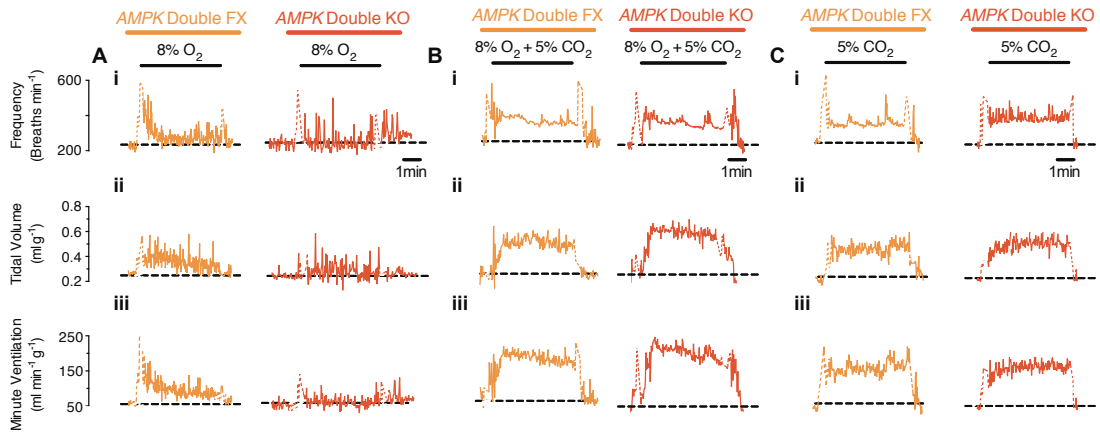 AMPK Double FX
AMPK Double KO
A
8% O2
8% O2
i
Frequency
(Breaths min-1)
600
200
1min
ii
Tidal Volume
(mlg-1)
0.8
0.6
0.4
0.2
iii
Minute Ventilation
(ml min-1 g-1)
250
150
50
AMPK Double FX
AMPK Double KO
B
8% O2 + 5% CO2
8% O2 + 5% CO2
i
1min
ii
iii
AMPK Double FX
AMPK Double KO
C
5% CO2
5% CO2
i
1min
ii
iii